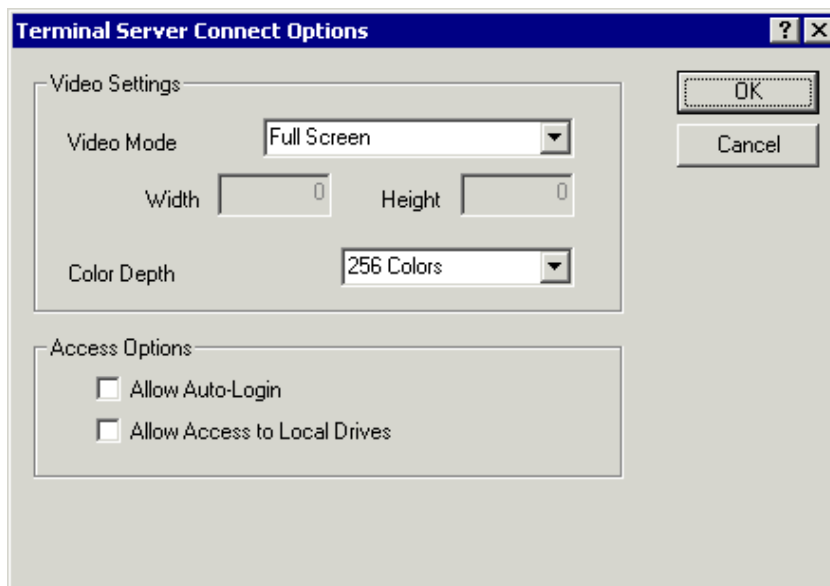 Terminal Server Connect Options
Video Settings
OK
Video Mode Full Screen
Cancel
Width 0 Height 0
Color Depth 256 Colors
Access Options
Allow Auto-Login
Allow Access to Local Drives